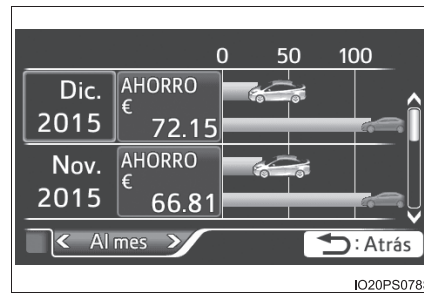 0 50 100
Dic.
2015
AHORRO
€
72.15
Nov.
2015
AHORRO
€
66.81
< Al mes >
: Atrás
IO20PS078